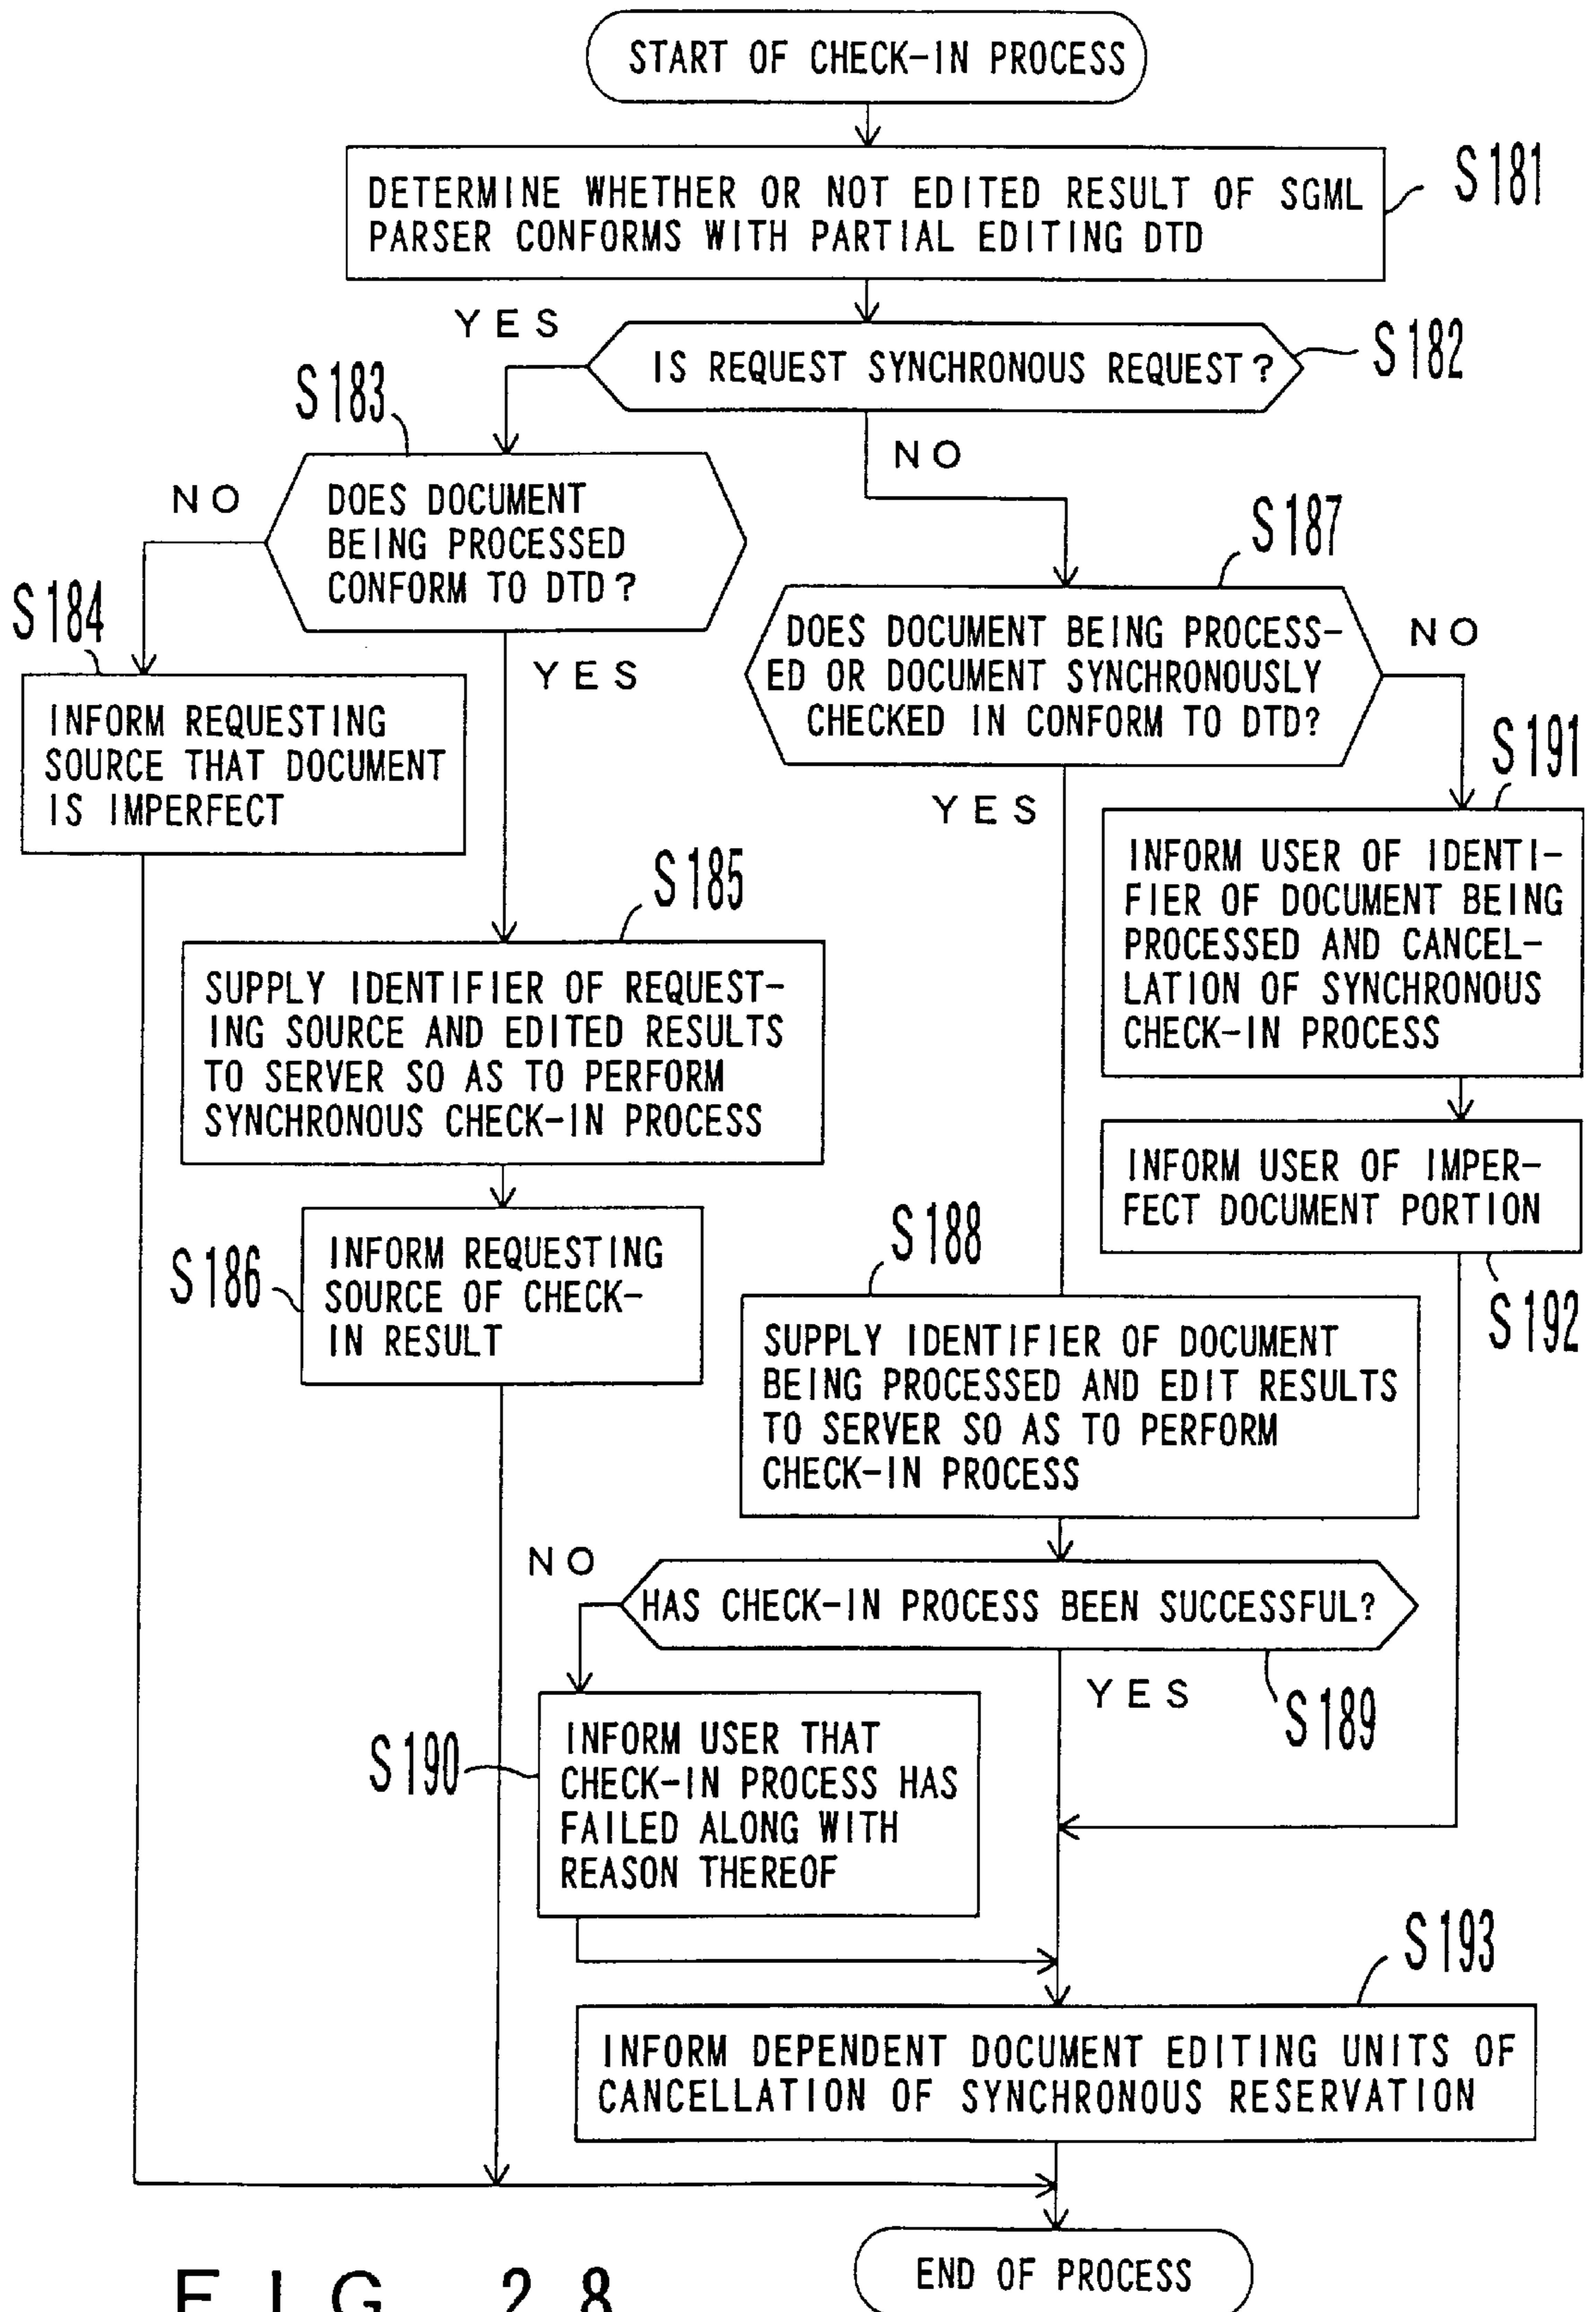 START OF CHECK-IN PROCESS
DETERMINE WHETHER OR NOT EDITED RESULT OF SGML
PARSER CONFORMS WITH PARTIAL EDITING DTD
S181
YES
IS REQUEST SYNCHRONOUS REQUEST?
S182
S183
NO
NO
DOES DOCUMENT
BEING PROCESSED
CONFORM TO DTD?
S187
S184
YES
DOES DOCUMENT BEING PROCESS-
ED OR DOCUMENT SYNCHRONOUSLY
CHECKED IN CONFORM TO DTD?
NO
INFORM REQUESTING
SOURCE THAT DOCUMENT
IS IMPERFECT
S191
YES
S185
INFORM USER OF IDENTI-
FIER OF DOCUMENT BEING
PROCESSED AND CANCEL-
LATION OF SYNCHRONOUS
CHECK-IN PROCESS
SUPPLY IDENTIFIER OF REQUEST-
ING SOURCE AND EDITED RESULTS
TO SERVER SO AS TO PERFORM
SYNCHRONOUS CHECK-IN PROCESS
INFORM USER OF IMPER-
FECT DOCUMENT PORTION
S192
S186
INFORM REQUESTING
SOURCE OF CHECK-
IN RESULT
S188
SUPPLY IDENTIFIER OF DOCUMENT
BEING PROCESSED AND EDIT RESULTS
TO SERVER SO AS TO PERFORM
CHECK-IN PROCESS
NO
HAS CHECK-IN PROCESS BEEN SUCCESSFUL?
YES
S189
S190
INFORM USER THAT
CHECK-IN PROCESS HAS
FAILED ALONG WITH
REASON THEREOF
S193
INFORM DEPENDENT DOCUMENT EDITING UNITS OF
CANCELLATION OF SYNCHRONOUS RESERVATION
END OF PROCESS
FIG. 28